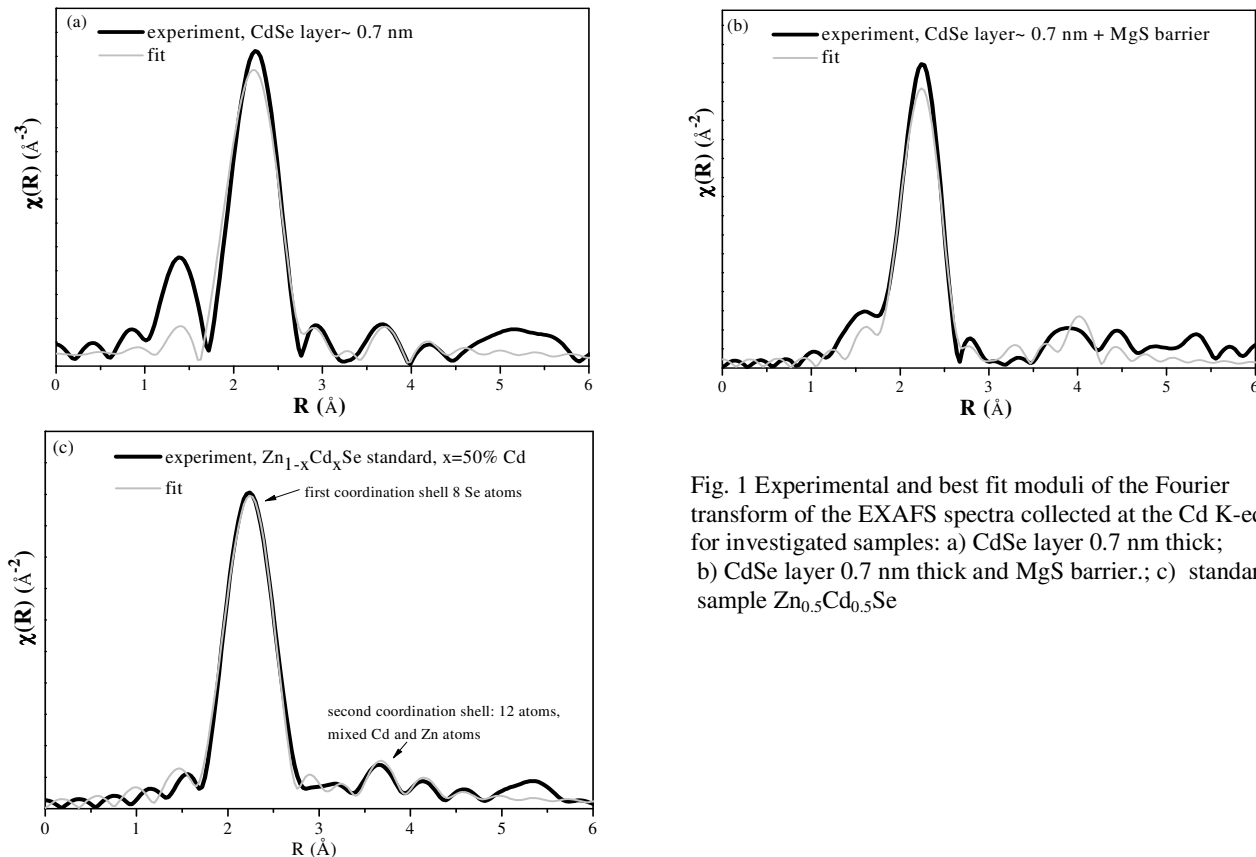 (a)
experiment, CdSe layer~ 0.7 nm
fit
χ(R) (Å⁻³)
0 1 2 3 4 5 6
R (Å)
(b)
experiment, CdSe layer~ 0.7 nm + MgS barrier
fit
χ(R) (Å⁻²)
0 1 2 3 4 5 6
R (Å)
(c)
experiment, Zn₁₋ₓCdₓSe standard, x=50% Cd
fit
first coordination shell 8 Se atoms
second coordination shell: 12 atoms,
mixed Cd and Zn atoms
χ(R) (Å⁻²)
0 1 2 3 4 5 6
R (Å)
Fig. 1 Experimental and best fit moduli of the Fourier
transform of the EXAFS spectra collected at the Cd K-ed
for investigated samples: a) CdSe layer 0.7 nm thick;
b) CdSe layer 0.7 nm thick and MgS barrier.; c) standar
sample Zn₀.₅Cd₀.₅Se